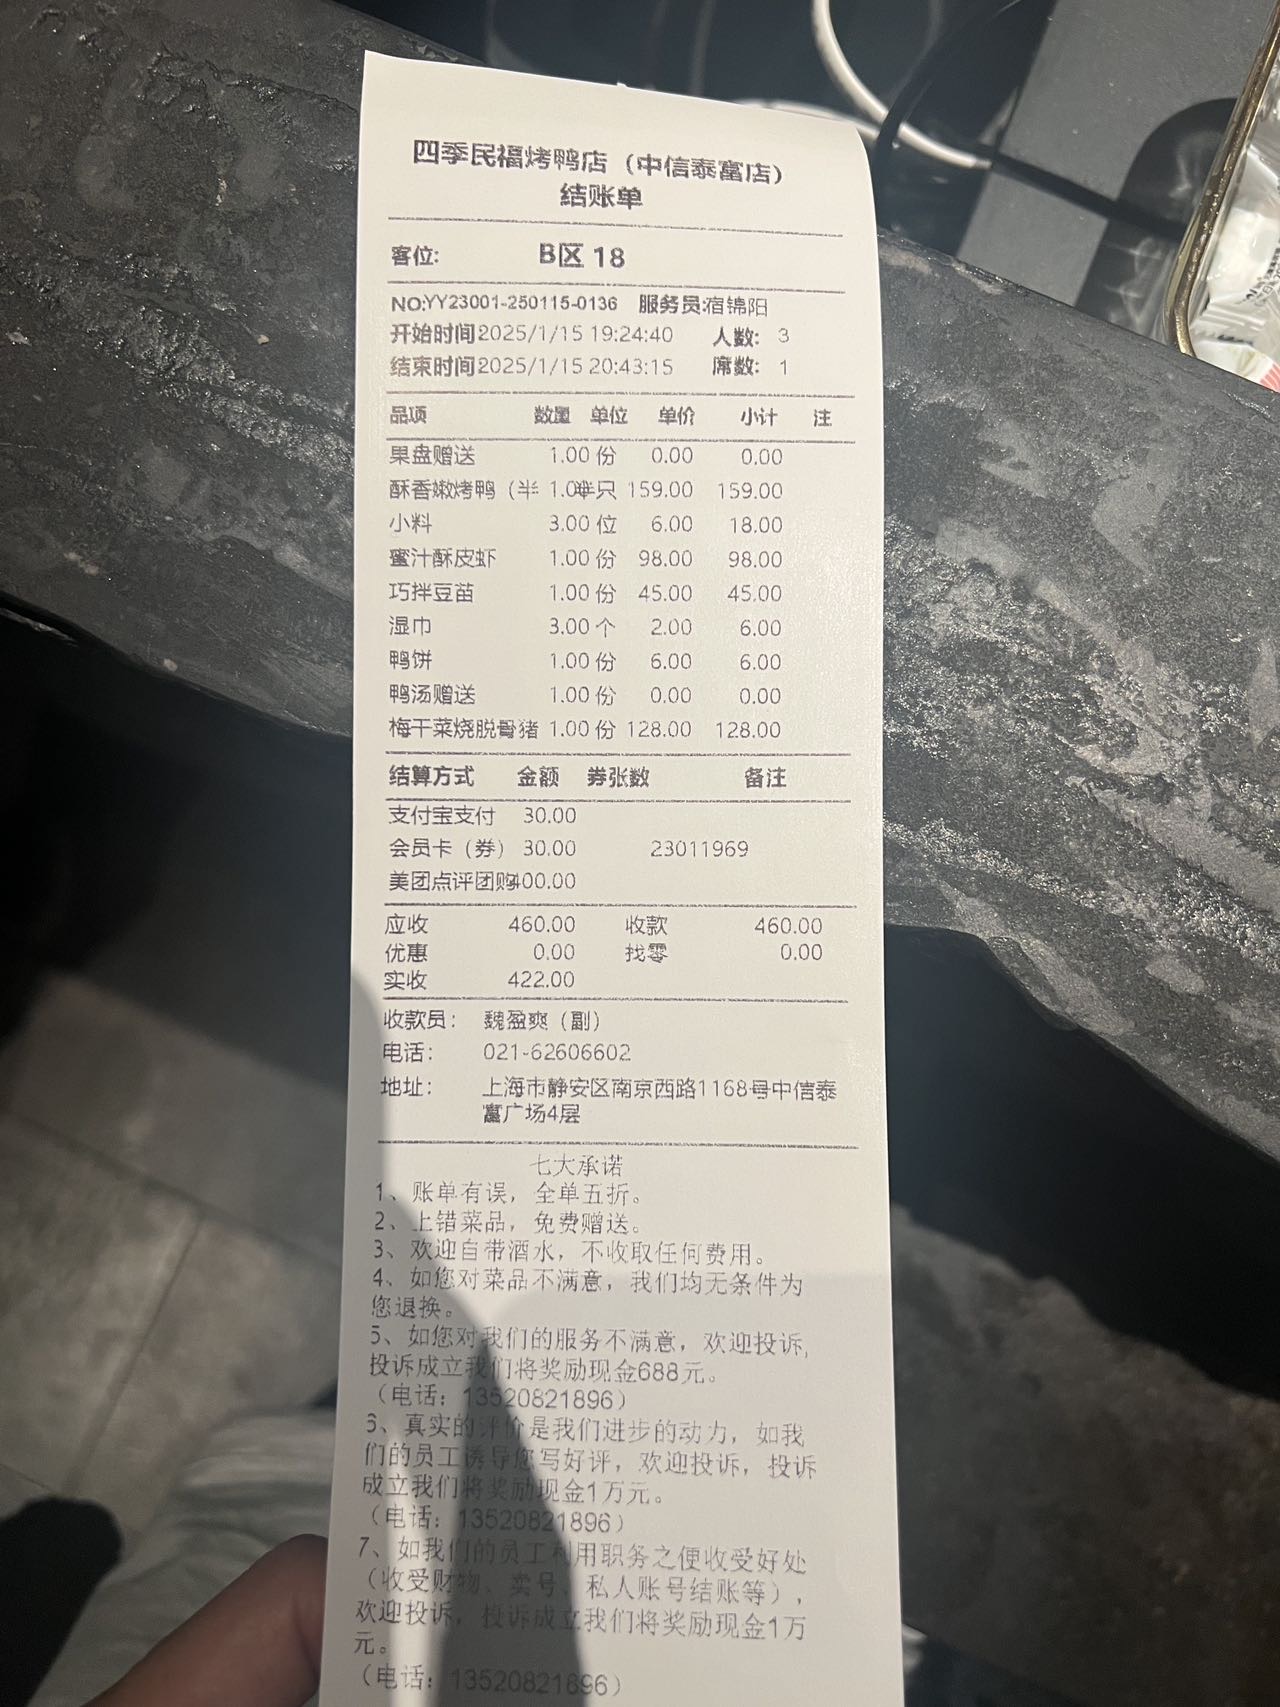 四季民福烤鸭店（中信泰富店）
结账单
客位: B区 18
NO:YY23001-250115-0136 服务员:宿锦阳
开始时间2025/1/15 19:24:40 人数: 3
结束时间2025/1/15 20:43:15 席数: 1
品项 数量 单位 单价 小计 注
果盘赠送 1.00 份 0.00 0.00
酥香嫩烤鸭（半 1.00半只 159.00 159.00
小料 3.00 位 6.00 18.00
蜜汁酥皮虾 1.00 份 98.00 98.00
巧拌豆苗 1.00 份 45.00 45.00
湿巾 3.00 个 2.00 6.00
鸭饼 1.00 份 6.00 6.00
鸭汤赠送 1.00 份 0.00 0.00
梅干菜烧脱骨猪 1.00 份 128.00 128.00
结算方式 金额 券张数 备注
支付宝支付 30.00
会员卡（券） 30.00 23011969
美团点评团购400.00
应收 460.00 收款 460.00
优惠 0.00 找零 0.00
实收 422.00
收款员: 魏盈爽（副）
电话: 021-62606602
地址: 上海市静安区南京西路1168号中信泰
富广场4层
七大承诺
1、账单有误，全单五折。
2、上错菜品，免费赠送。
3、欢迎自带酒水，不收取任何费用。
4、如您对菜品不满意，我们均无条件为
您退换。
5、如您对我们的服务不满意，欢迎投诉,
投诉成立我们将奖励现金688元。
（电话：13520821896）
6、真实的评价是我们进步的动力，如我
们的员工诱导您写好评，欢迎投诉，投诉
成立我们将奖励现金1万元。
（电话：13520821896）
7、如我们的员工利用职务之便收受好处
（收受财物、卖号、私人账号结账等），
欢迎投诉，投诉成立我们将奖励现金1万
元。
（电话：13520821896）